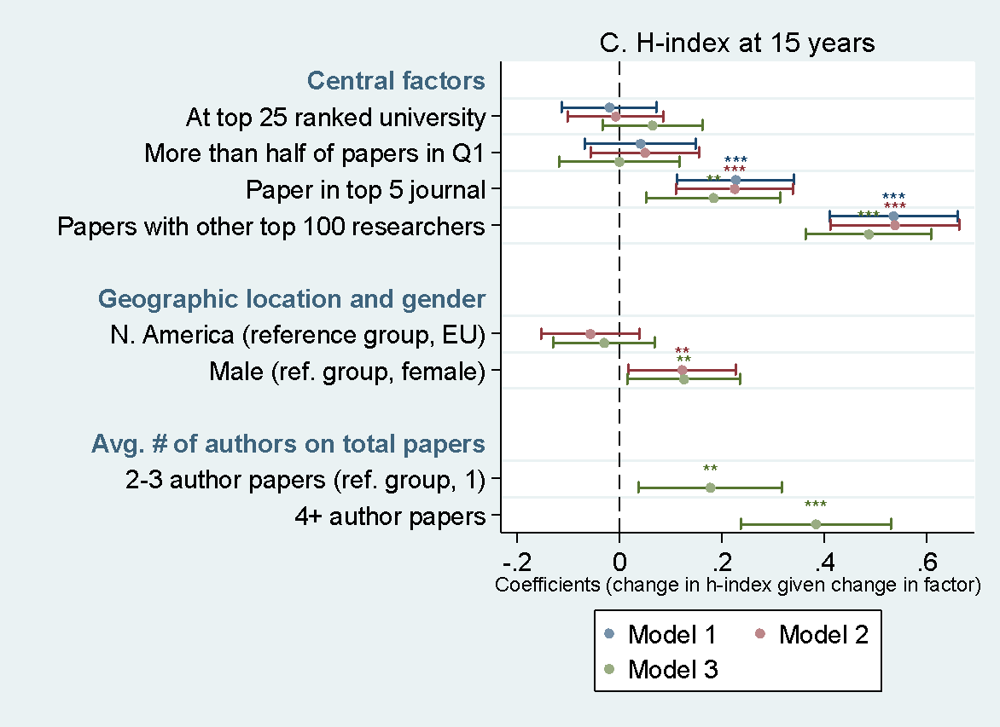 C. H-index at 15 years
Central factors
At top 25 ranked university
More than half of papers in Q1
***
***
Paper in top 5 journal
**
***
***
Papers with other top 100 researchers
***
Geographic location and gender
N. America (reference group, EU)
**
**
Male (ref. group, female)
Avg. # of authors on total papers
**
2-3 author papers (ref. group, 1)
***
4+ author papers
-.2 0 .2 .4 .6
Coefficients (change in h-index given change in factor)
Model 1 Model 2
Model 3